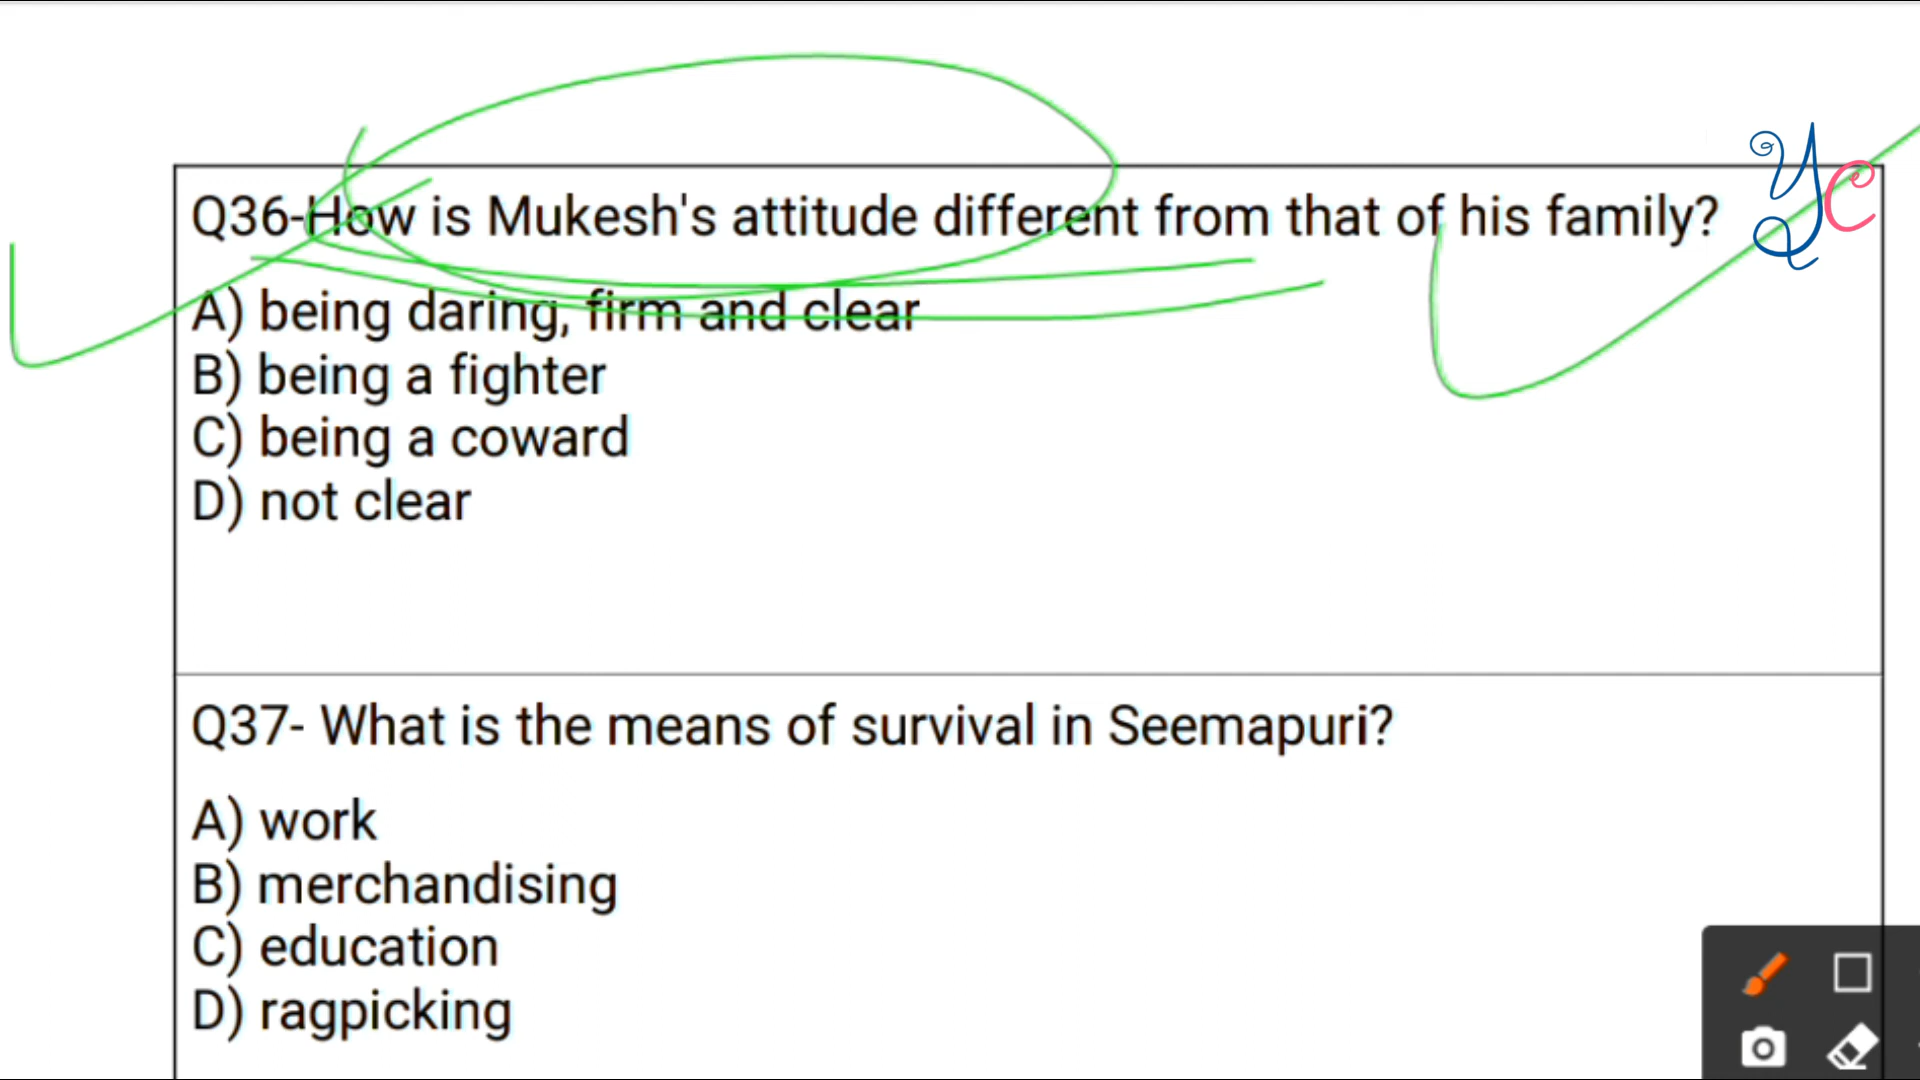 Q36-How is Mukesh's attitude different from that of his family?
YC
A) being daring, firm and clear
B) being a fighter
C) being a coward
D) not clear
Q37- What is the means of survival in Seemapuri?
A) work
B) merchandising
C) education
D) ragpicking